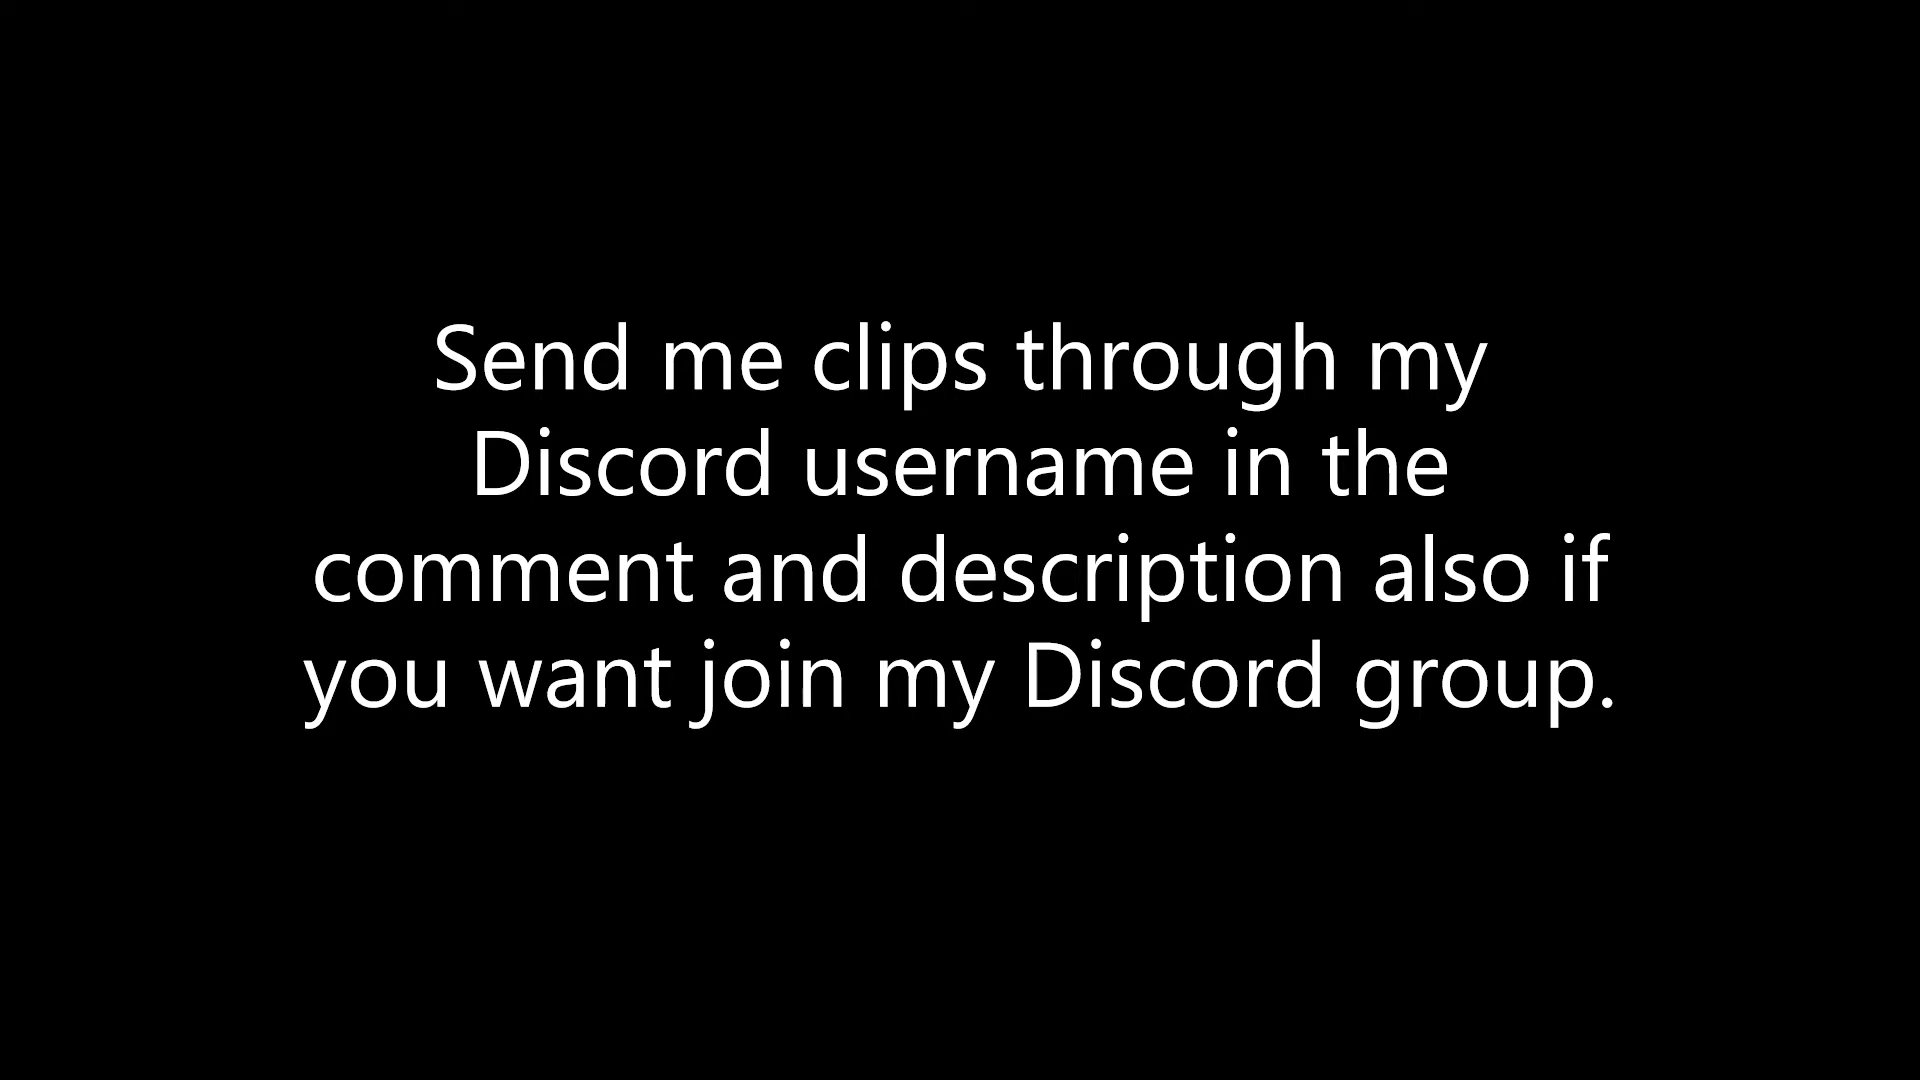 Send me clips through my
Discord username in the
comment and description also if
you want join my Discord group.